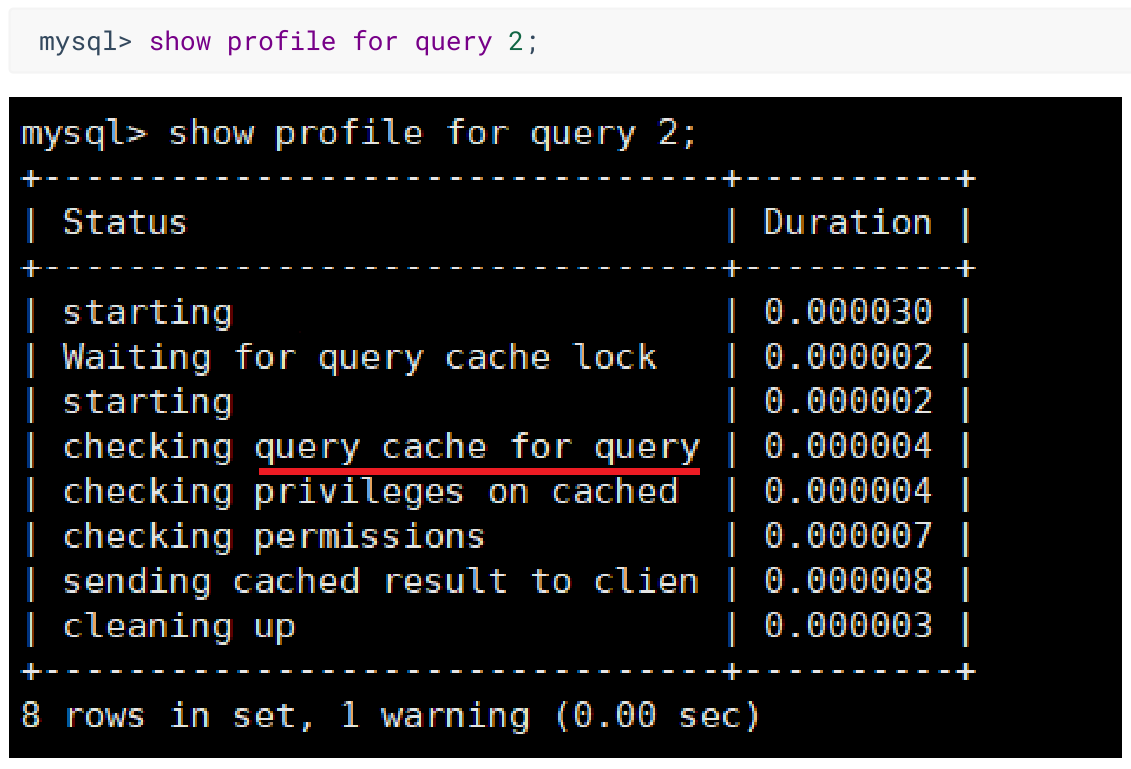 mysql> show profile for query 2;
mysql> show profile for query 2;
+--------------------------------+----------+
| Status                         | Duration |
+--------------------------------+----------+
| starting                       | 0.000030 |
| Waiting for query cache lock   | 0.000002 |
| starting                       | 0.000002 |
| checking query cache for query | 0.000004 |
| checking privileges on cached  | 0.000004 |
| checking permissions           | 0.000007 |
| sending cached result to clien | 0.000008 |
| cleaning up                    | 0.000003 |
+--------------------------------+----------+
8 rows in set, 1 warning (0.00 sec)